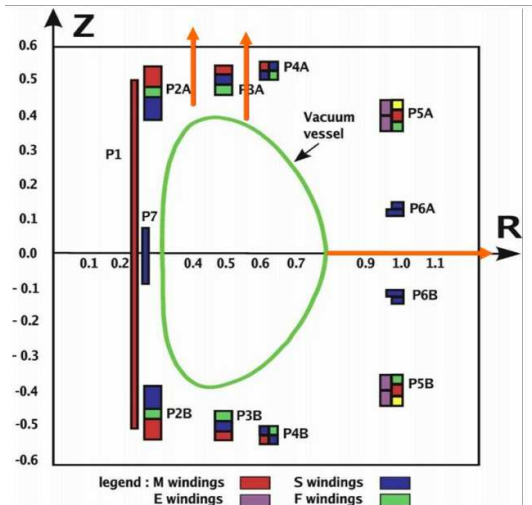 Z
0.6
0.5
0.4
0.3
0.2
0.1
0.0
- 0.1
- 0.2
-0.3
-0.4
-0.5
-0.6
P4A
P2A
P3A
P5A
Vacuum
vessel
P1
P7
P6A
R
0.1 0.2 0.4 0.5 0.6 0.7 0.9 1.0 1.1
P6B
P5B
P2B
P3B
P4B
legend : M windings S windings
E windings F windings